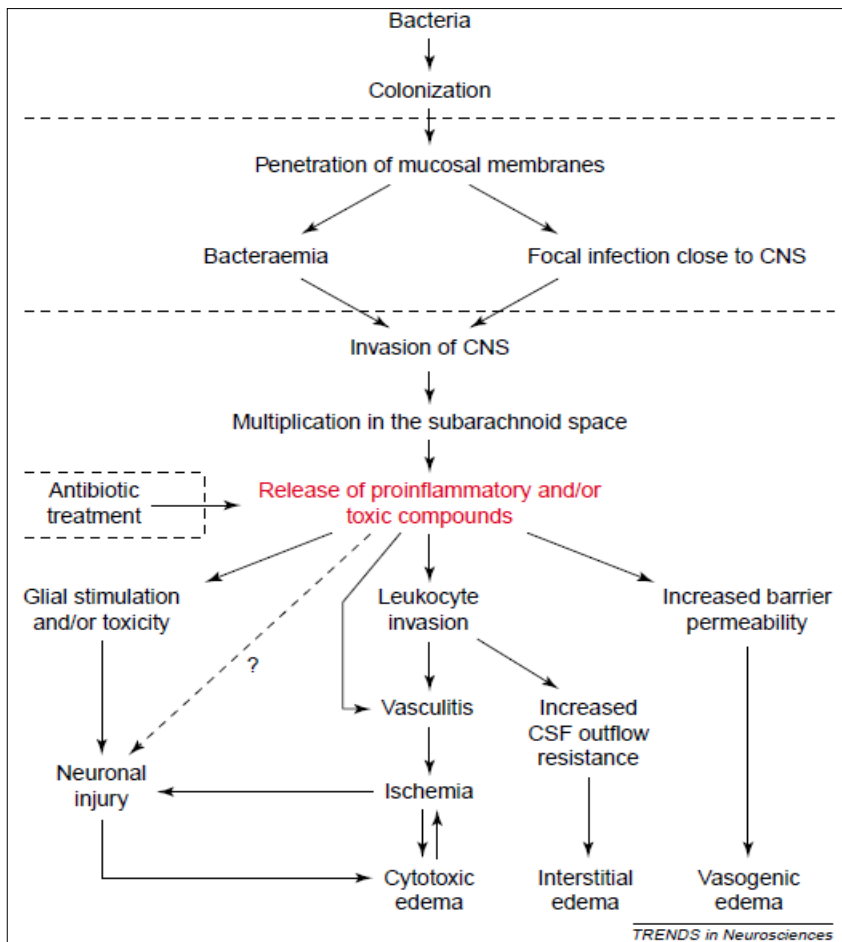 Bacteria
Colonization
Penetration of mucosal membranes
Bacteraemia
Focal infection close to CNS
Invasion of CNS
Multiplication in the subarachnoid space
Antibiotic
treatment
Release of proinflammatory and/or
toxic compounds
Glial stimulation
and/or toxicity
Leukocyte
invasion
Increased barrier
permeability
?
Vasculitis
Increased
CSF outflow
resistance
Neuronal
injury
Ischemia
Cytotoxic
edema
Interstitial
edema
Vasogenic
edema
TRENDS in Neurosciences